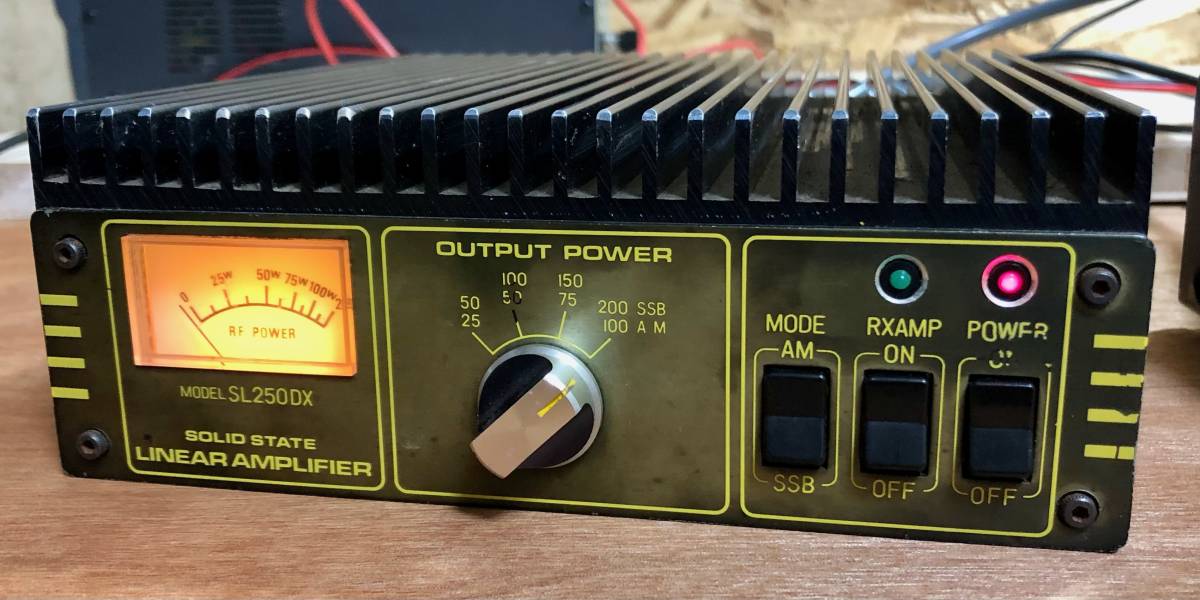 0 25W 50W 75W 100W
RF POWER
MODEL SL250DX
SOLID STATE
LINEAR AMPLIFIER
OUTPUT POWER
50
25
100
50
150
75
200 SSB
100 A M
MODE
AM
SSB
RXAMP
ON
OFF
POWER
OFF